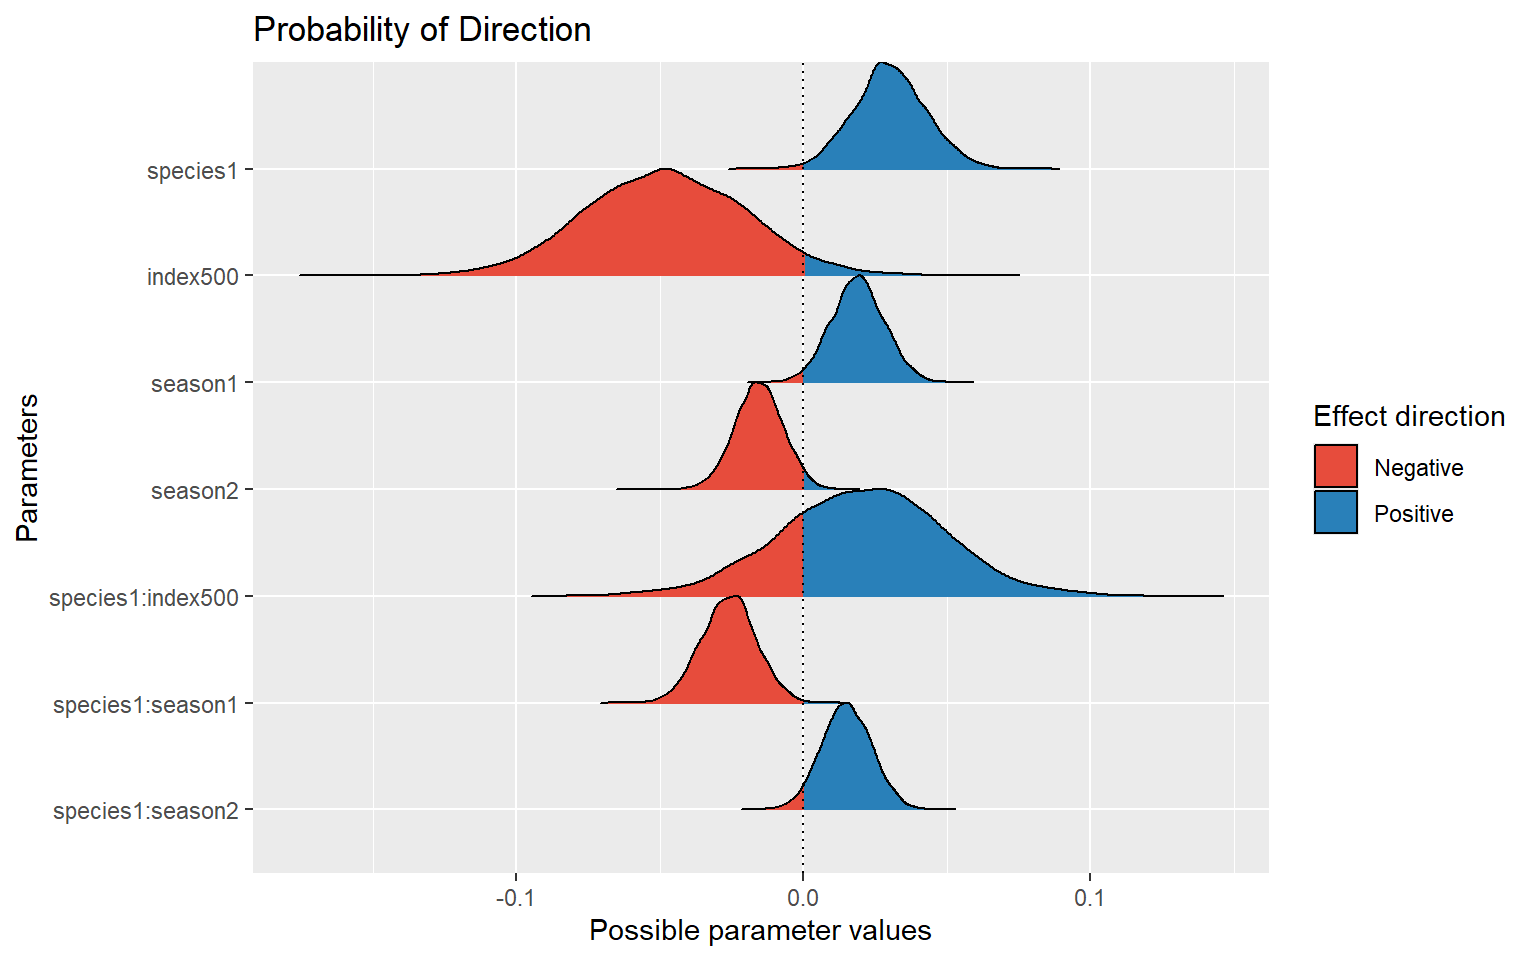 Probability of Direction
species1
index500
season1
season2
species1:index500
species1:season1
species1:season2
Parameters
-0.1
0.0
0.1
Possible parameter values
Effect direction
Negative
Positive